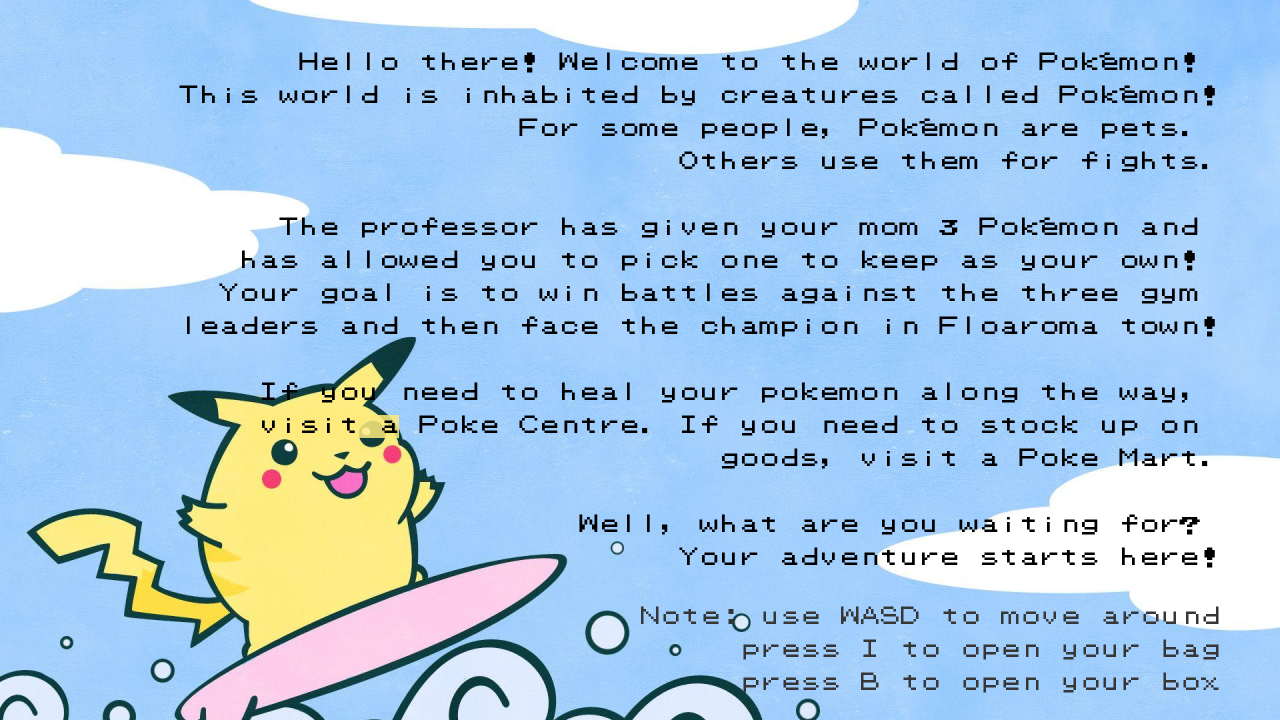 Hello there! Welcome to the world of Pokémon!
This world is inhabited by creatures called Pokémon!
For some people, Pokémon are pets.
Others use them for fights.
The professor has given your mom 3 Pokémon and
has allowed you to pick one to keep as your own!
Your goal is to win battles against the three gym
leaders and then face the champion in Floaroma town!
If you need to heal your pokemon along the way,
visit a Poke Centre. If you need to stock up on
goods, visit a Poke Mart.
Well, what are you waiting for?
Your adventure starts here!
Note: use WASD to move around
press I to open your bag
press B to open your box